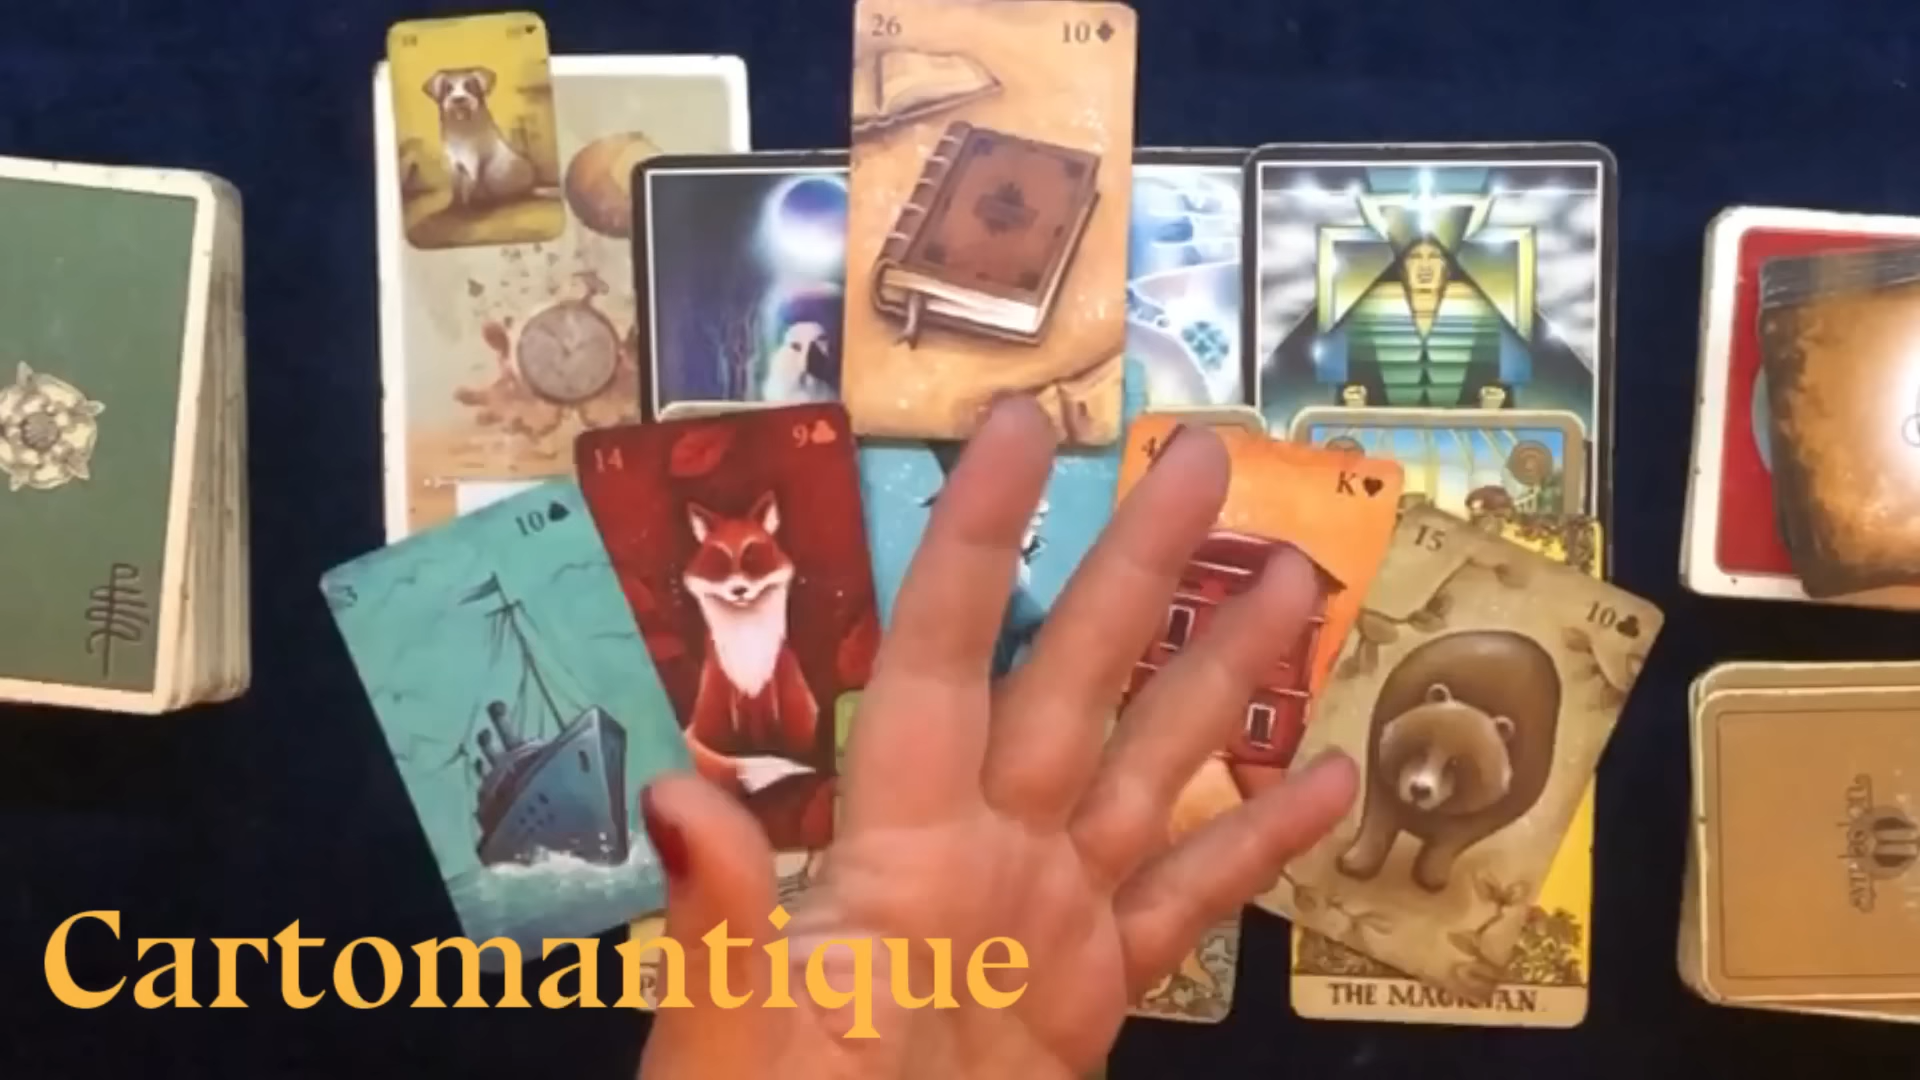 26 10♦
10♠
14 9♣
K♥
15 10♣
THE MAGICIAN.
Cartomantique